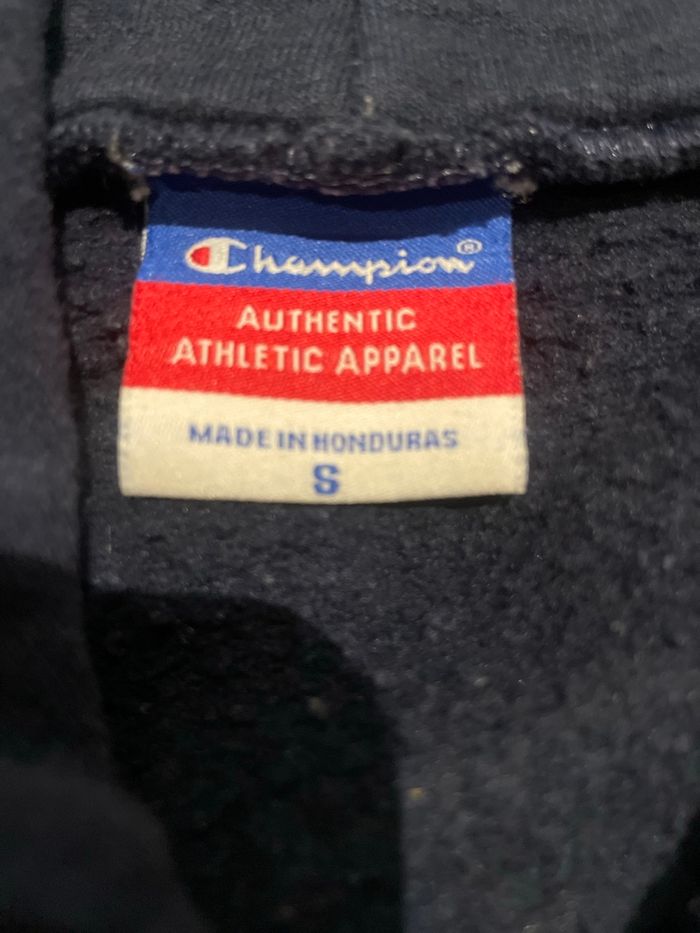 Champion®
AUTHENTIC
ATHLETIC APPAREL
MADE IN HONDURAS
S